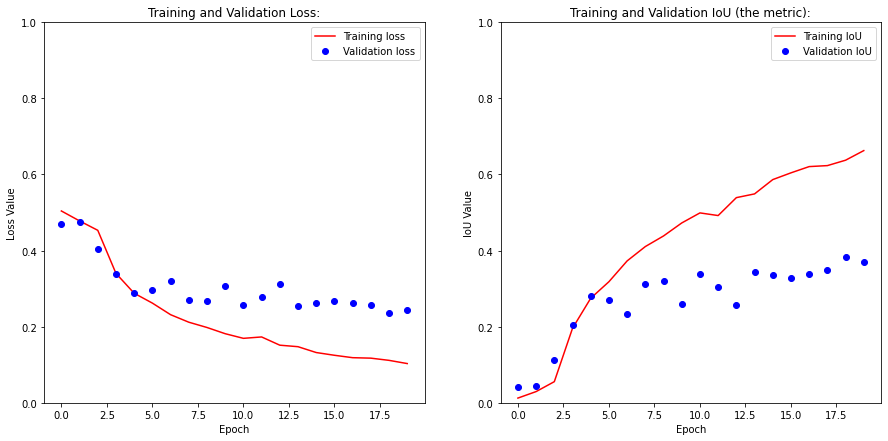 Training and Validation Loss:
1.0
0.8
0.6
0.4
0.2
0.0
Loss Value
Training loss
Validation loss
0.0 2.5 5.0 7.5 10.0 12.5 15.0 17.5
Epoch
Training and Validation IoU (the metric):
1.0
0.8
0.6
0.4
0.2
0.0
IoU Value
Training IoU
Validation IoU
0.0 2.5 5.0 7.5 10.0 12.5 15.0 17.5
Epoch